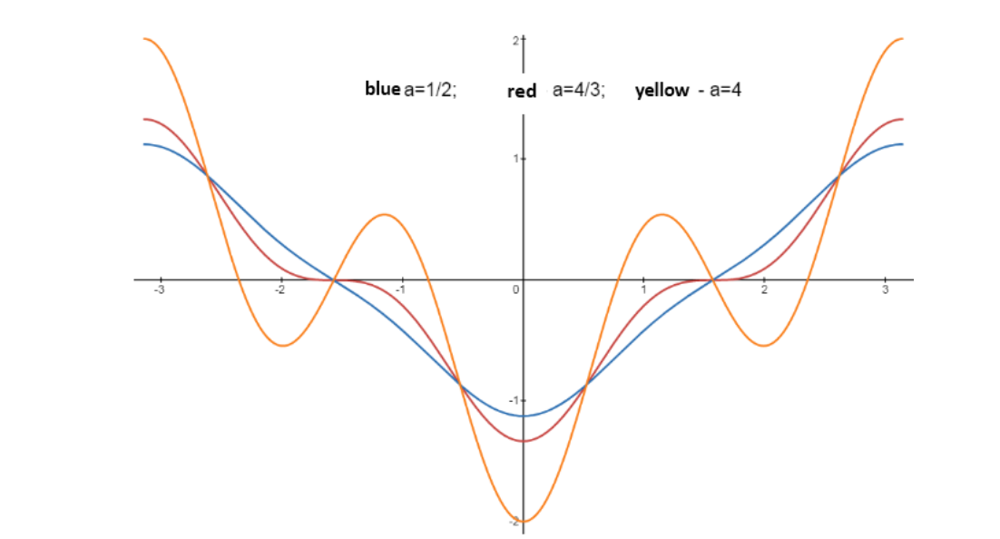 2
blue a=1/2; red a=4/3; yellow - a=4
1
-3 -2 -1 0 1 2 3
-1
-2